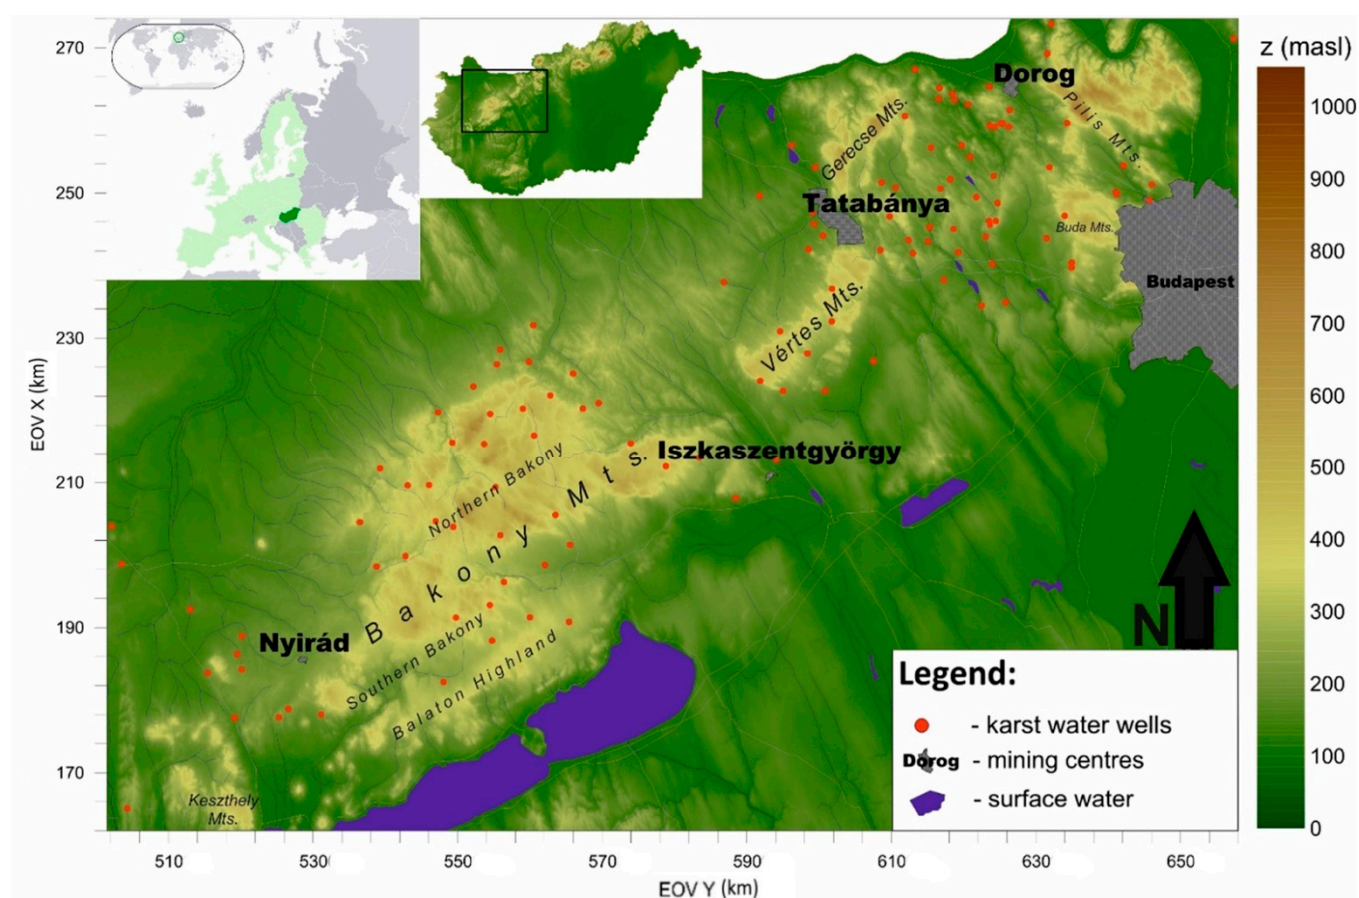 z (masl)
270
250
230
210
190
170
EOV X (km)
Dorog
Pilis Mts.
Gerecse Mts.
Tatabánya
Buda Mts.
Budapest
Vértes Mts.
Iszkaszentgyörgy
Northern Bakony
Bakony Mts.
Nyirád
Southern Bakony
Balaton Highland
Keszthely
Mts.
N
Legend:
- karst water wells
Dorog - mining centres
- surface water
1000
900
800
700
600
500
400
300
200
100
0
510 530 550 570 590 610 630 650
EOV Y (km)